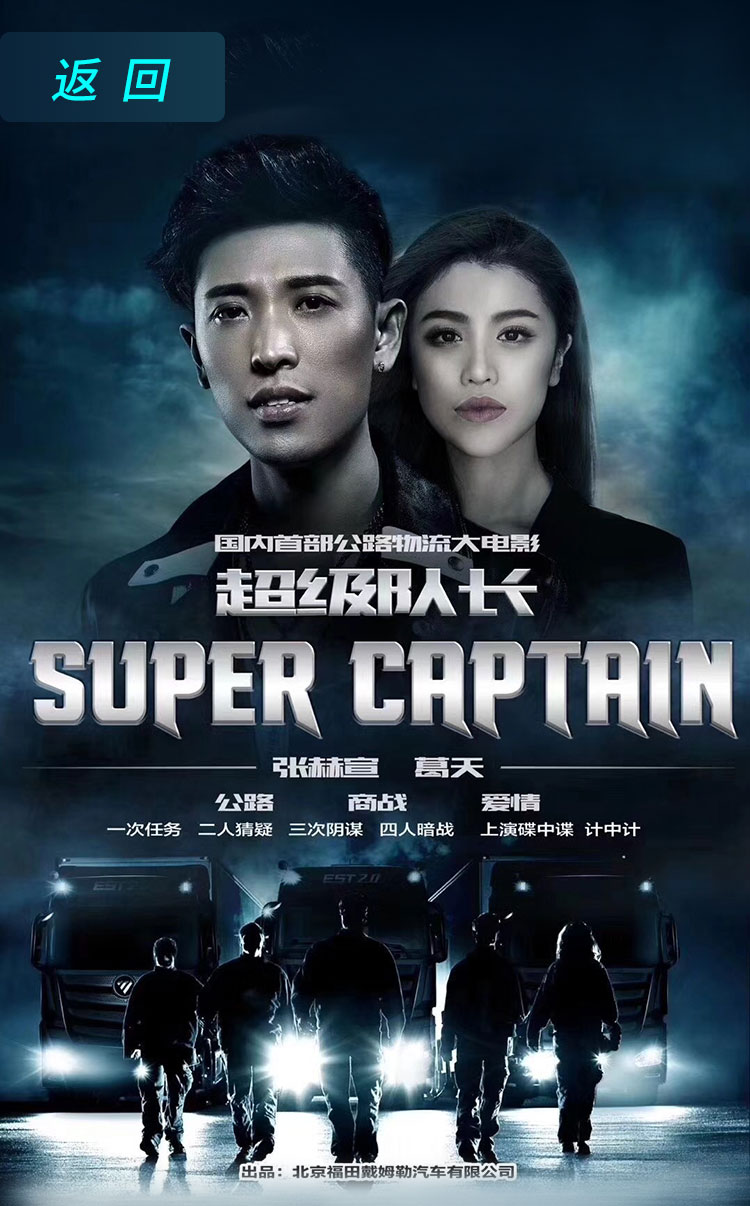 返回
国内首部公路物流大电影
超级队长
SUPER CAPTAIN
张赫宣 葛天
公路 商战 爱情
一次任务 二人猜疑 三次阴谋 四人暗战 上演碟中谍 计中计
EST 2.0 EST 2.0
出品：北京福田戴姆勒汽车有限公司